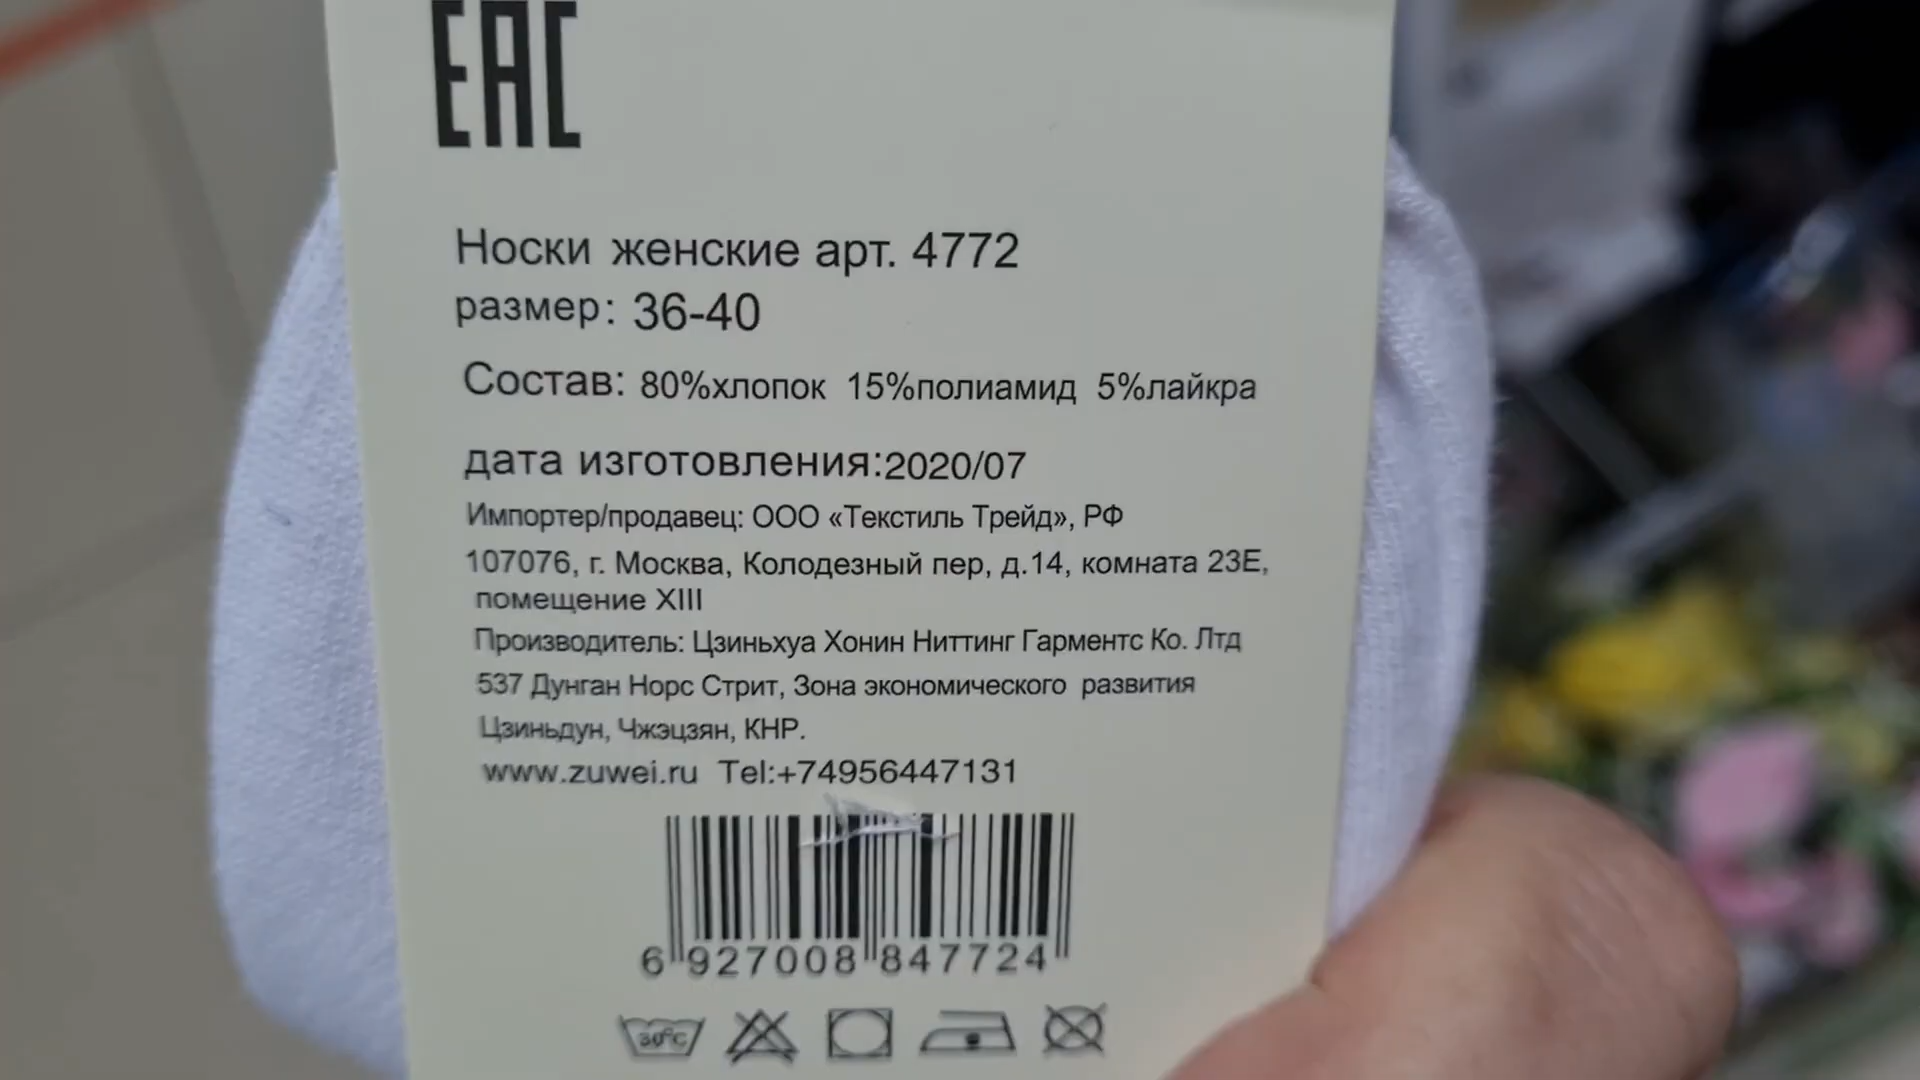 EAC
Носки женские арт. 4772
размер: 36-40
Состав: 80%хлопок 15%полиамид 5%лайкра
дата изготовления:2020/07
Импортер/продавец: ООО «Текстиль Трейд», РФ
107076, г. Москва, Колодезный пер, д.14, комната 23Е,
помещение XIII
Производитель: Цзиньхуа Хонин Ниттинг Гарментс Ко. Лтд
537 Дунган Норс Стрит, Зона экономического развития
Цзиньдун, Чжэцзян, КНР.
www.zuwei.ru Tel:+74956447131
6 927008 847724
30°C